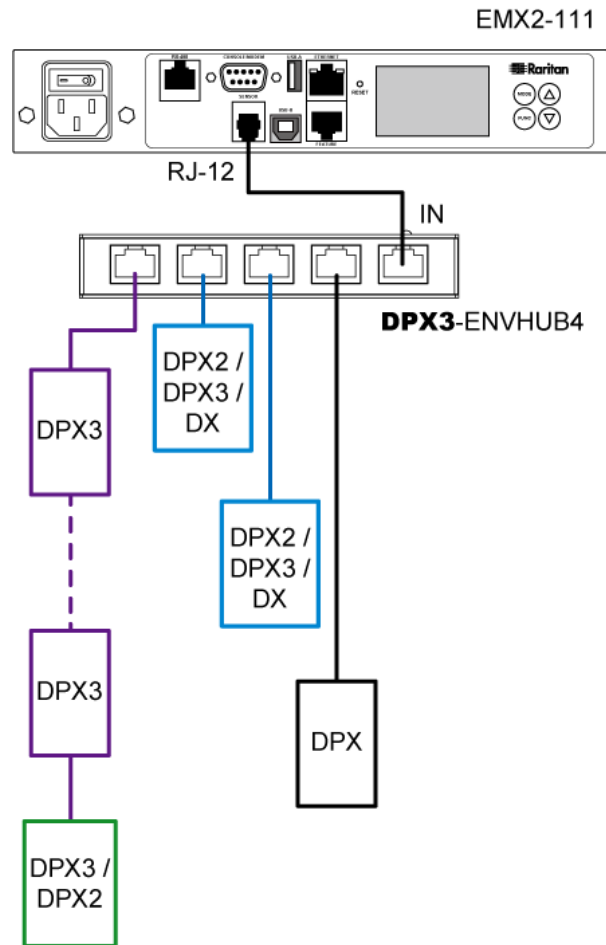 EMX2-111
RS-485
CONSOLE/MODEM
USB-A
ETHERNET
Raritan
RESET
MODE
FUNC
SENSOR
USB-B
FEATURE
RJ-12
IN
DPX3-ENVHUB4
DPX2 /
DPX3 /
DX
DPX3
DPX2 /
DPX3 /
DX
DPX3
DPX
DPX3 /
DPX2